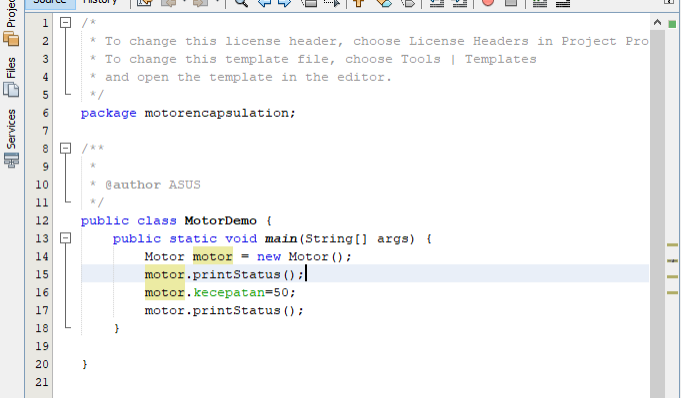 Source History
Projec
Files
Services
1 /*
2 * To change this license header, choose License Headers in Project Pro
3 * To change this template file, choose Tools | Templates
4 * and open the template in the editor.
5 */
6 package motorencapsulation;
7
8 /**
9 *
10 * @author ASUS
11 */
12 public class MotorDemo {
13 public static void main(String[] args) {
14 Motor motor = new Motor();
15 motor.printStatus();
16 motor.kecepatan=50;
17 motor.printStatus();
18 }
19
20 }
21